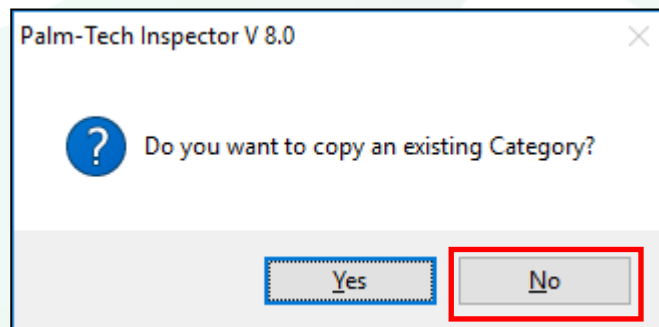 Palm-Tech Inspector V 8.0
?
Do you want to copy an existing Category?
Yes
No